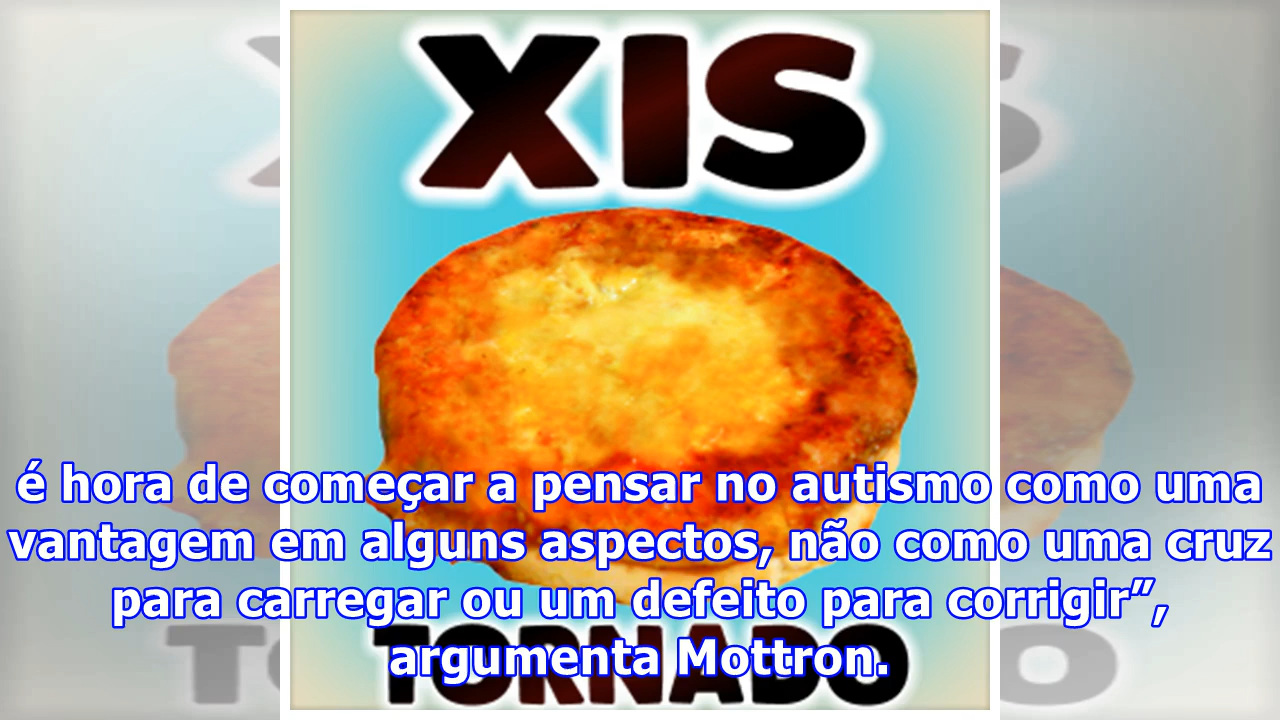 XIS
é hora de começar a pensar no autismo como uma
vantagem em alguns aspectos, não como uma cruz
para carregar ou um defeito para corrigir”,
argumenta Mottron.
TORNADO